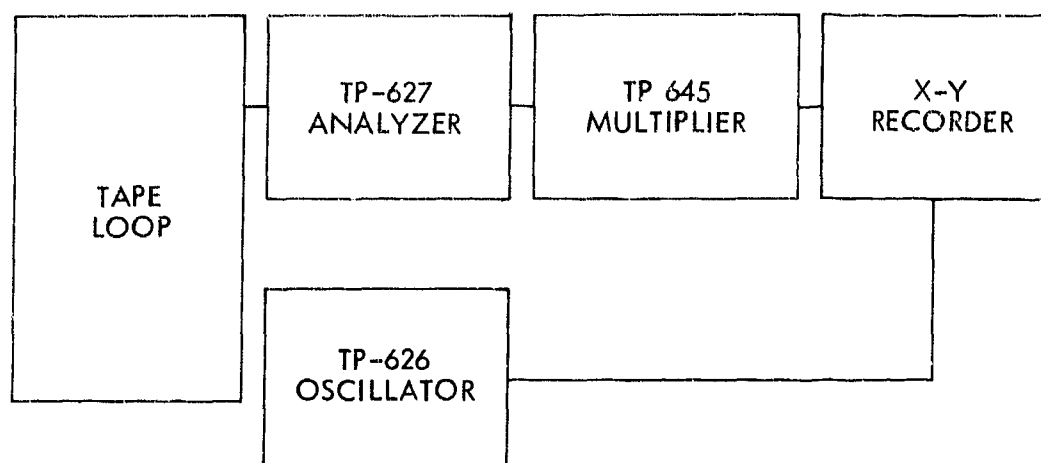 TAPE
LOOP
TP-627
ANALYZER
TP 645
MULTIPLIER
X-Y
RECORDER
TP-626
OSCILLATOR